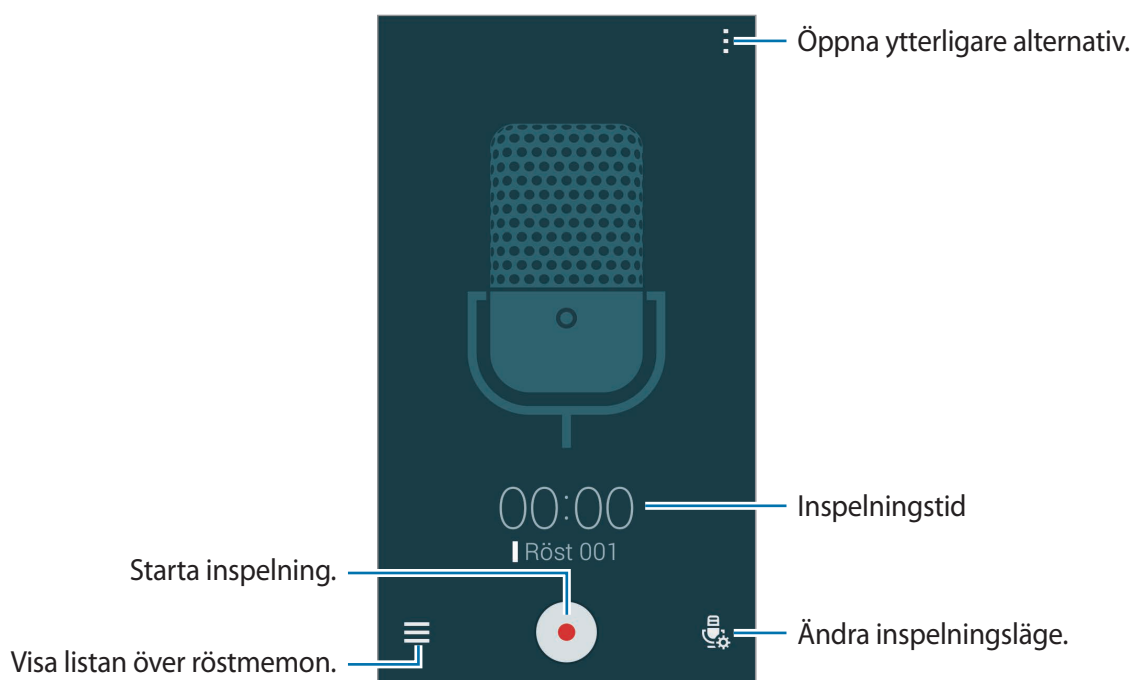 Öppna ytterligare alternativ.
00:00
Inspelningstid
Röst 001
Starta inspelning.
Ändra inspelningsläge.
Visa listan över röstmemon.